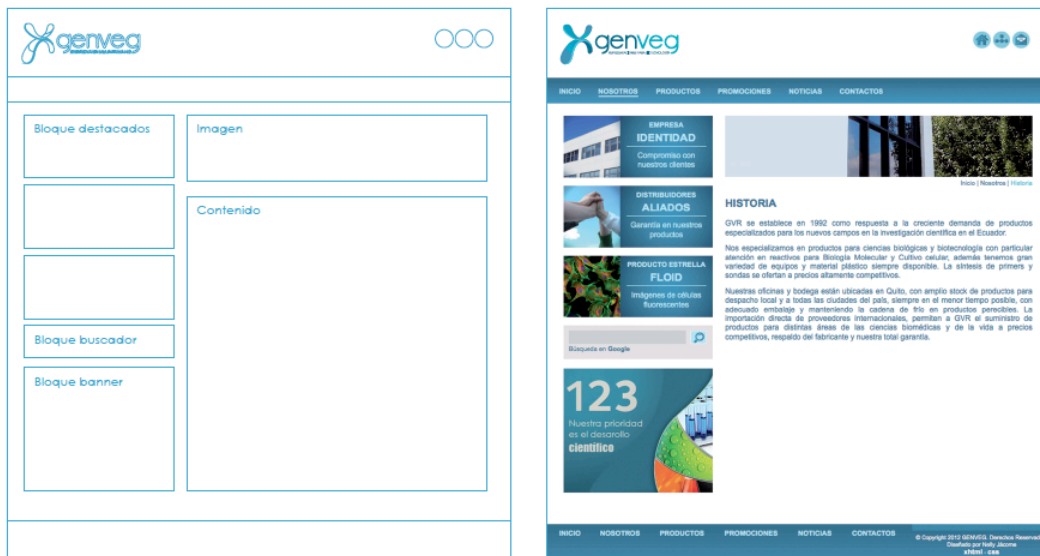 genveg
Bloque destacados
Imagen
Contenido
Bloque buscador
Bloque banner
genveg
INICIO NOSOTROS PRODUCTOS PROMOCIONES NOTICIAS CONTACTOS
EMPRESA
IDENTIDAD
Compromiso con
nuestros clientes
DISTRIBUIDORES
ALIADOS
Garantía en nuestros
productos
PRODUCTO ESTRELLA
FLOID
Imágenes de células
fluorescentes
Búsqueda en Google
123
Nuestra prioridad
es el desarollo
científico
Inicio | Nosotros | Historia
HISTORIA
GVR se establece en 1992 como respuesta a la creciente demanda de productos
especializados para los nuevos campos en la investigación científica en el Ecuador.
Nos especializamos en productos para ciencias biológicas y biotecnología con particular
atención en reactivos para Biología Molecular y Cultivo celular, además tenemos gran
variedad de equipos y material plástico siempre disponible. La síntesis de primers y
sondas se ofertan a precios altamente competitivos.
Nuestras oficinas y bodega están ubicadas en Quito, con amplio stock de productos para
despacho local y a todas las ciudades del país, siempre en el menor tiempo posible, con
adecuado embalaje y manteniendo la cadena de frío en productos perecibles. La
importación directa de proveedores internacionales, permiten a GVR el suministro de
productos para distintas áreas de las ciencias biomédicas y de la vida a precios
competitivos, respaldo del fabricante y nuestra total garantía.
INICIO NOSOTROS PRODUCTOS PROMOCIONES NOTICIAS CONTACTOS
© Copyright 2012 GENVEG. Derechos
Diseñado por Nelly Jácome
xhtml - css